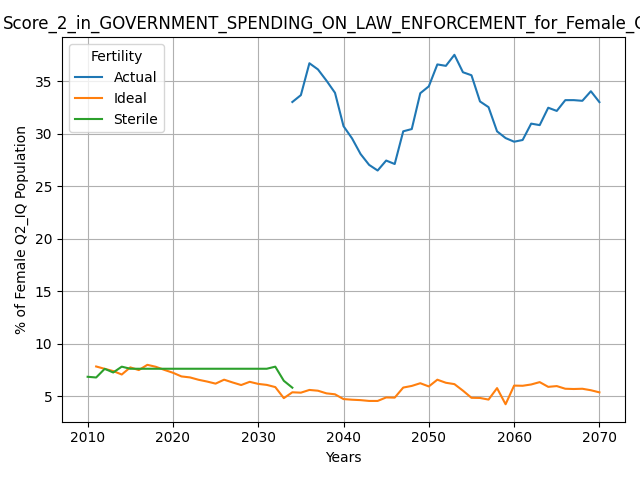 Score_2_in_GOVERNMENT_SPENDING_ON_LAW_ENFORCEMENT_for_Female_
Fertility
Actual
Ideal
Sterile
% of Female Q2_IQ Population
35
30
25
20
15
10
5
2010 2020 2030 2040 2050 2060 2070
Years